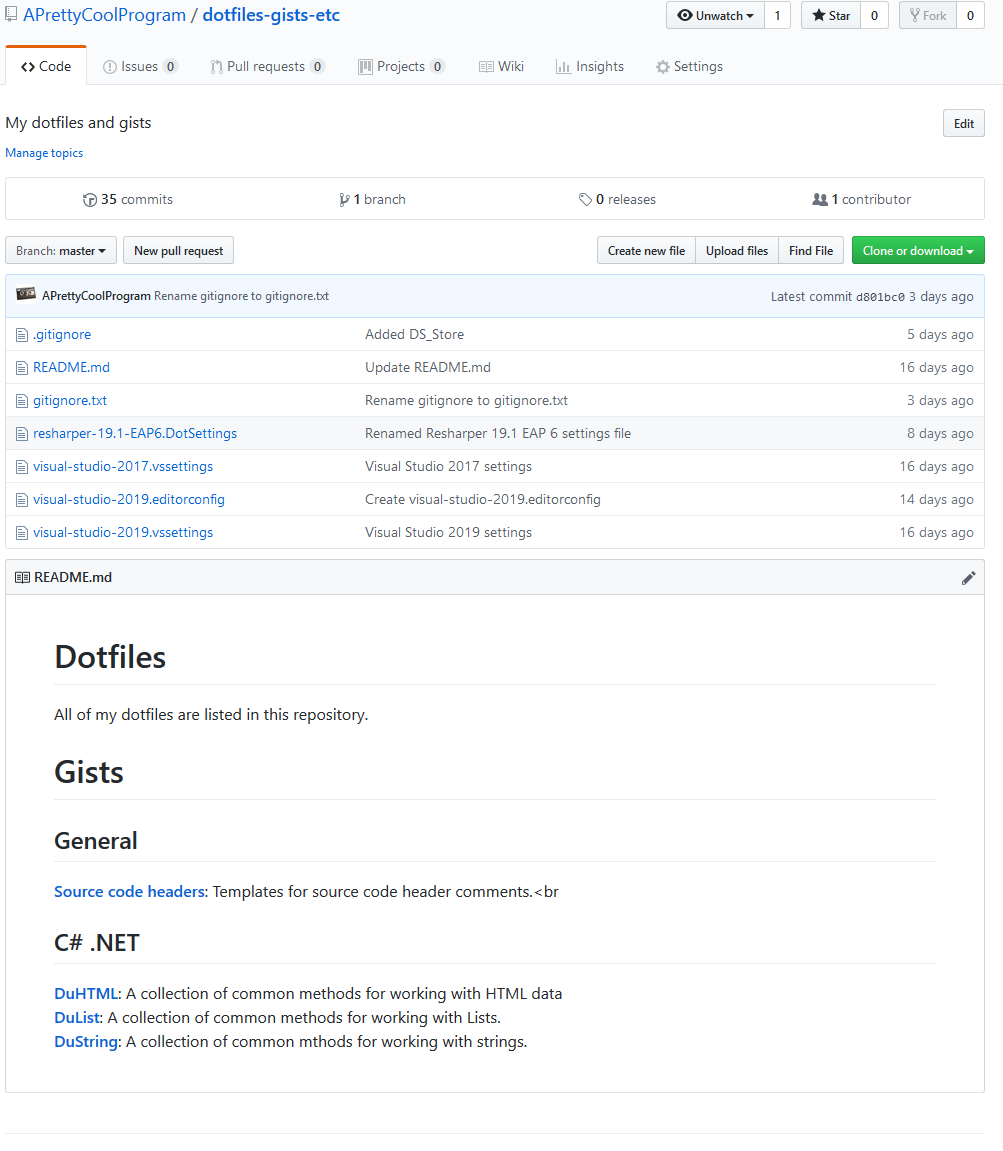 APrettyCoolProgram / dotfiles-gists-etc
Unwatch 1 Star 0 Fork 0
Code Issues 0 Pull requests 0 Projects 0 Wiki Insights Settings
My dotfiles and gists Edit
Manage topics
35 commits 1 branch 0 releases 1 contributor
Branch: master New pull request Create new file Upload files Find File Clone or download
APrettyCoolProgram Rename gitignore to gitignore.txt Latest commit d801bc0 3 days ago
.gitignore Added DS_Store 5 days ago
README.md Update README.md 16 days ago
gitignore.txt Rename gitignore to gitignore.txt 3 days ago
resharper-19.1-EAP6.DotSettings Renamed Resharper 19.1 EAP 6 settings file 8 days ago
visual-studio-2017.vssettings Visual Studio 2017 settings 16 days ago
visual-studio-2019.editorconfig Create visual-studio-2019.editorconfig 14 days ago
visual-studio-2019.vssettings Visual Studio 2019 settings 16 days ago
README.md
Dotfiles
All of my dotfiles are listed in this repository.
Gists
General
Source code headers: Templates for source code header comments.<br
C# .NET
DuHTML: A collection of common methods for working with HTML data
DuList: A collection of common methods for working with Lists.
DuString: A collection of common mthods for working with strings.